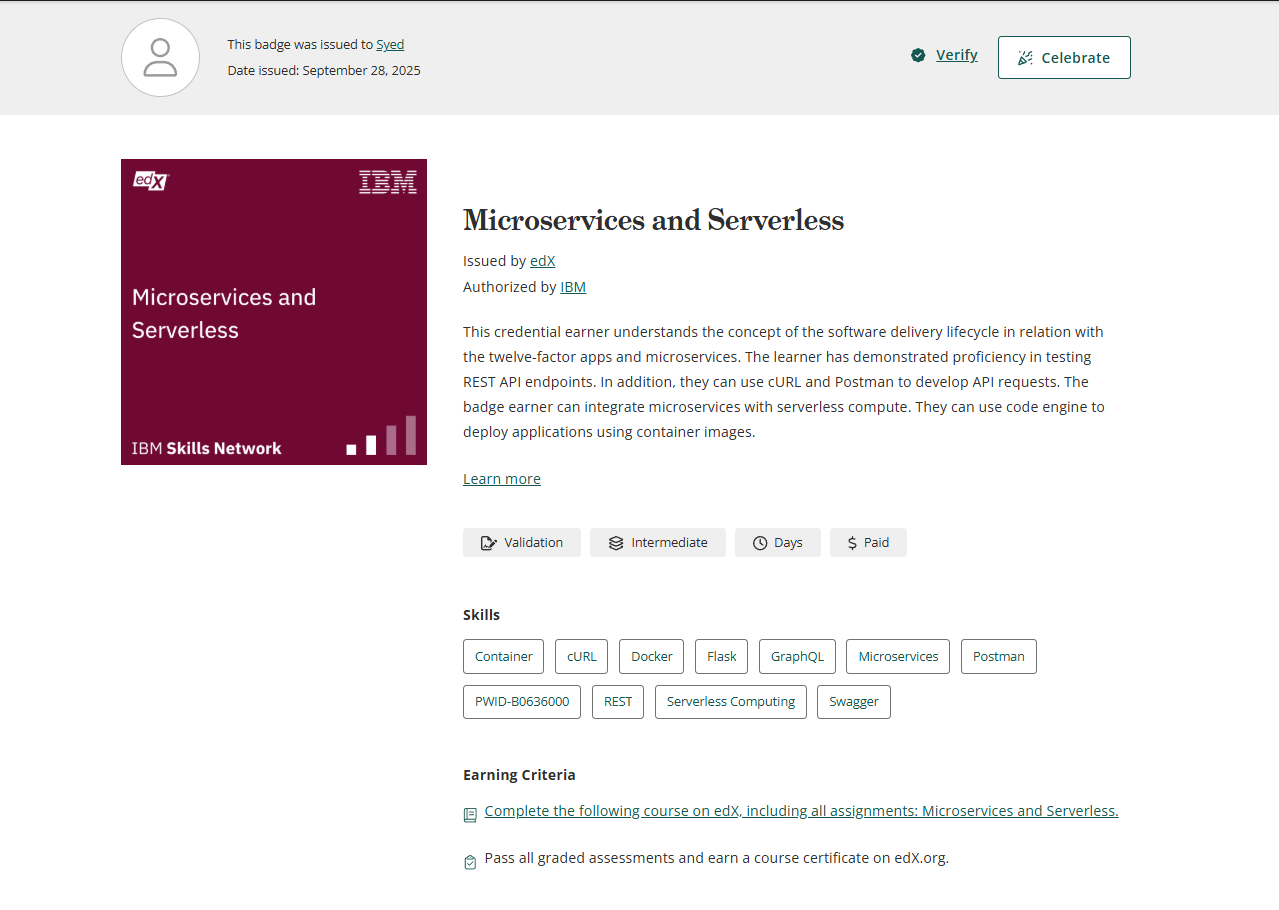 This badge was issued to Syed
Date issued: September 28, 2025
Verify
Celebrate
edX
IBM
Microservices and
Serverless
IBM Skills Network
Microservices and Serverless
Issued by edX
Authorized by IBM
This credential earner understands the concept of the software delivery lifecycle in relation with
the twelve-factor apps and microservices. The learner has demonstrated proficiency in testing
REST API endpoints. In addition, they can use cURL and Postman to develop API requests. The
badge earner can integrate microservices with serverless compute. They can use code engine to
deploy applications using container images.
Learn more
Validation Intermediate Days $ Paid
Skills
Container cURL Docker Flask GraphQL Microservices Postman
PWID-B0636000 REST Serverless Computing Swagger
Earning Criteria
Complete the following course on edX, including all assignments: Microservices and Serverless.
Pass all graded assessments and earn a course certificate on edX.org.